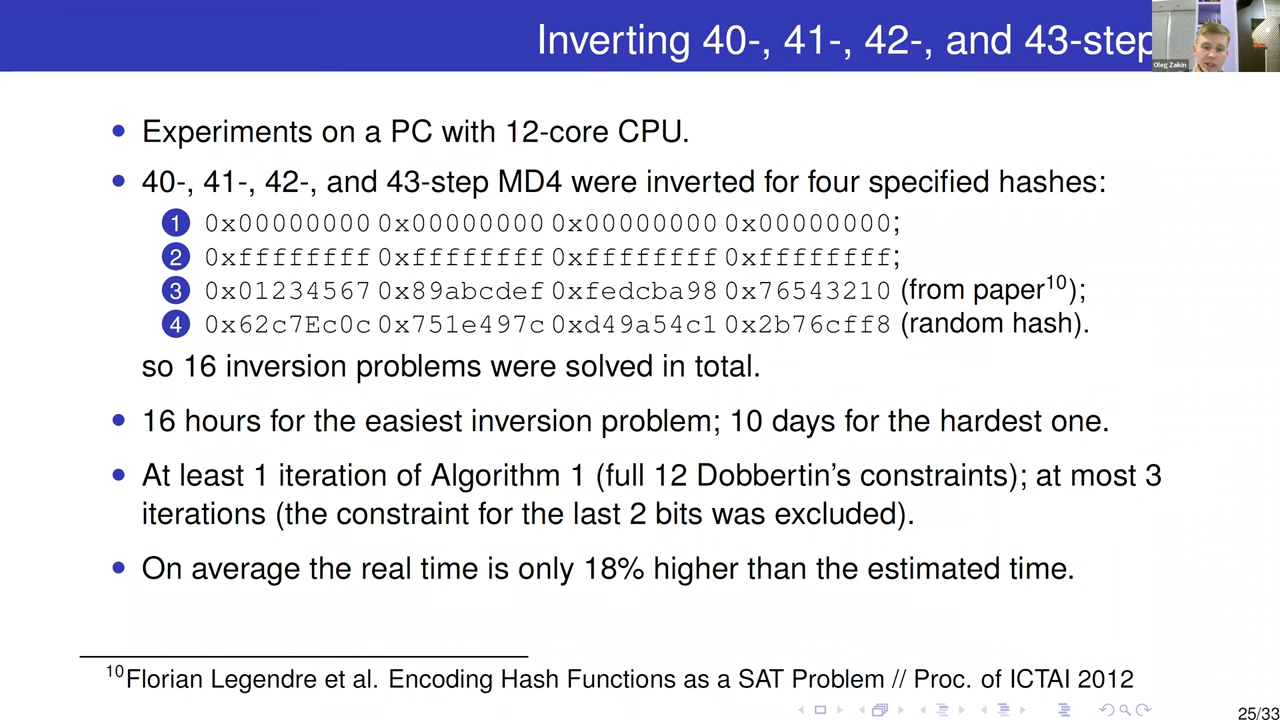 Inverting 40-, 41-, 42-, and 43-step
Oleg Zaikin
• Experiments on a PC with 12-core CPU.
• 40-, 41-, 42-, and 43-step MD4 were inverted for four specified hashes:
1 0x00000000 0x00000000 0x00000000 0x00000000;
2 0xffffffff 0xffffffff 0xffffffff 0xffffffff;
3 0x01234567 0x89abcdef 0xfedcba98 0x76543210 (from paper10);
4 0x62c7Ec0c 0x751e497c 0xd49a54c1 0x2b76cff8 (random hash).
so 16 inversion problems were solved in total.
• 16 hours for the easiest inversion problem; 10 days for the hardest one.
• At least 1 iteration of Algorithm 1 (full 12 Dobbertin's constraints); at most 3
iterations (the constraint for the last 2 bits was excluded).
• On average the real time is only 18% higher than the estimated time.
10Florian Legendre et al. Encoding Hash Functions as a SAT Problem // Proc. of ICTAI 2012
25/33